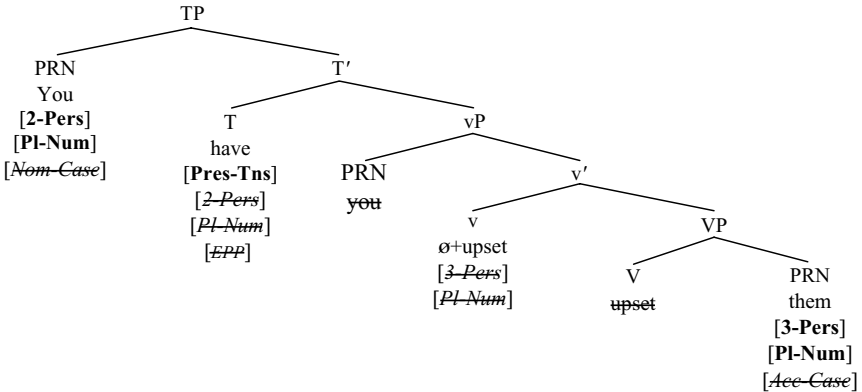 TP
PRN T′
You
[2-Pers] T vP
[Pl-Num] have
[Nom-Case] [Pres-Tns] PRN v′
[2-Pers] you
[Pl-Num] v VP
[EPP] ø+upset
[3-Pers] V PRN
[Pl-Num] upset them
[3-Pers]
[Pl-Num]
[Acc-Case]